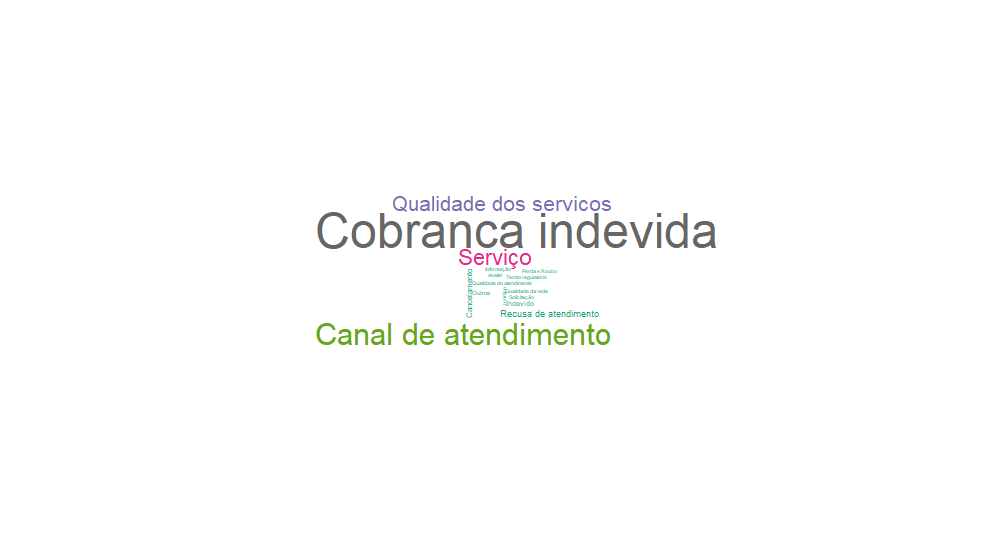 Qualidade dos servicos
Cobranca indevida
Serviço
Informação
Perda e Roubo
Anatel
Termo regulatório
Qualidade do atendimento
Cancelamento
Outros
Qualidade da rede
Solicitação
Indevido
Recusa de atendimento
Canal de atendimento